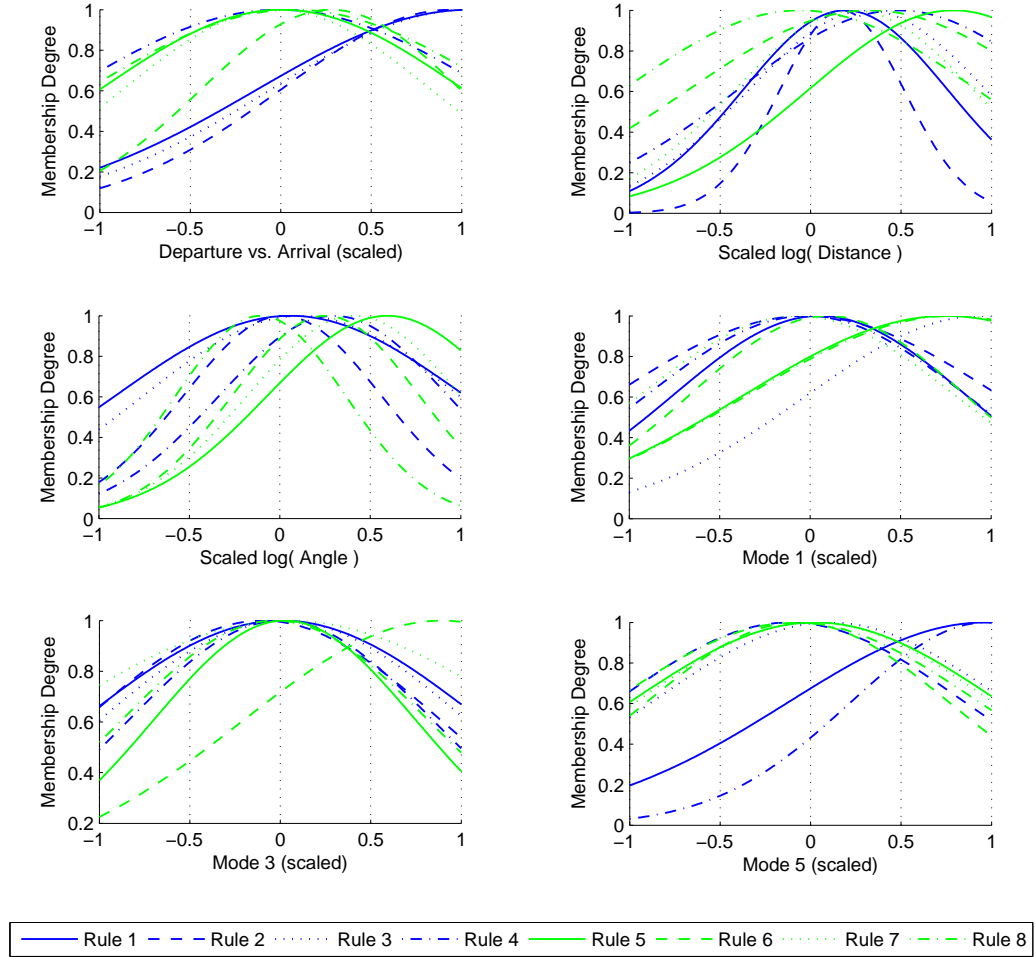 Membership Degree
1
0.8
0.6
0.4
0.2
0
−1 −0.5 0 0.5 1
Departure vs. Arrival (scaled)
Membership Degree
1
0.8
0.6
0.4
0.2
0
−1 −0.5 0 0.5 1
Scaled log( Distance )
Membership Degree
1
0.8
0.6
0.4
0.2
0
−1 −0.5 0 0.5 1
Scaled log( Angle )
Membership Degree
1
0.8
0.6
0.4
0.2
0
−1 −0.5 0 0.5 1
Mode 1 (scaled)
Membership Degree
1
0.8
0.6
0.4
0.2
−1 −0.5 0 0.5 1
Mode 3 (scaled)
Membership Degree
1
0.8
0.6
0.4
0.2
0
−1 −0.5 0 0.5 1
Mode 5 (scaled)
Rule 1 Rule 2 Rule 3 Rule 4 Rule 5 Rule 6 Rule 7 Rule 8